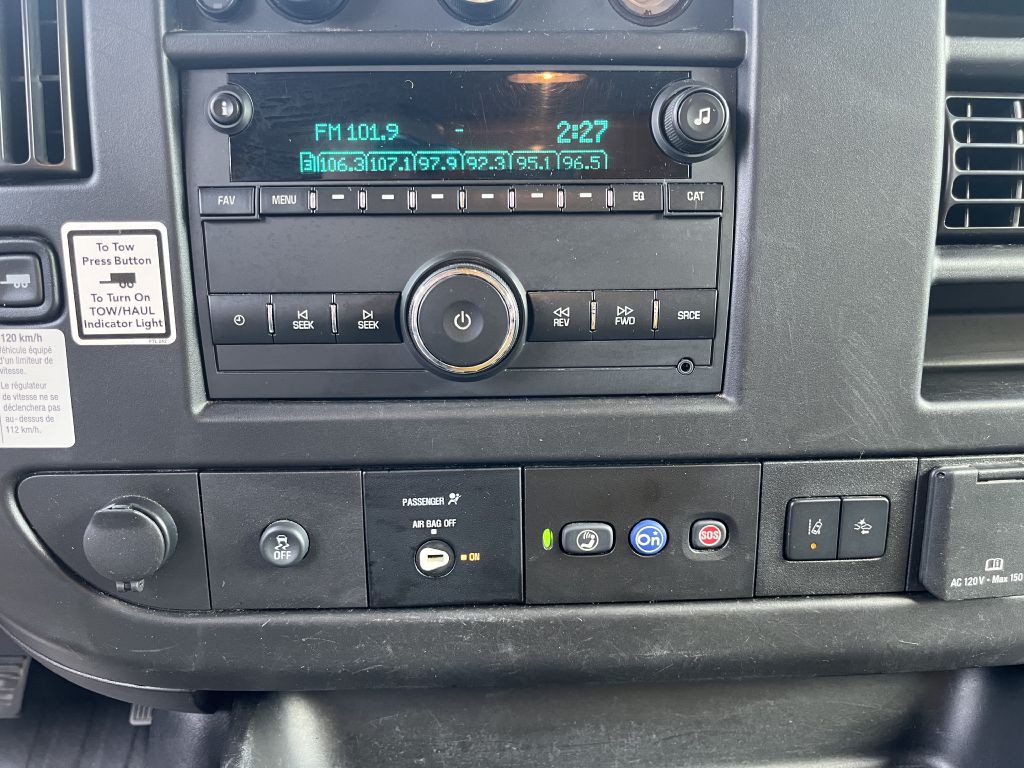 FM 101.9 - 2:27
3 106.3 107.1 97.9 92.3 95.1 96.5
FAV MENU EQ CAT
To Tow
Press Button
To Turn On
TOW/HAUL
Indicator Light
SEEK SEEK REV FWD SRCE
120 km/h
Véhicule équipé
d'un limiteur de
vitesse.
Le régulateur
de vitesse ne se
déclenchera pas
au-dessus de
112 km/h.
PASSENGER
AIR BAG OFF
ON
OFF
On
SOS
AC 120V - Max 150